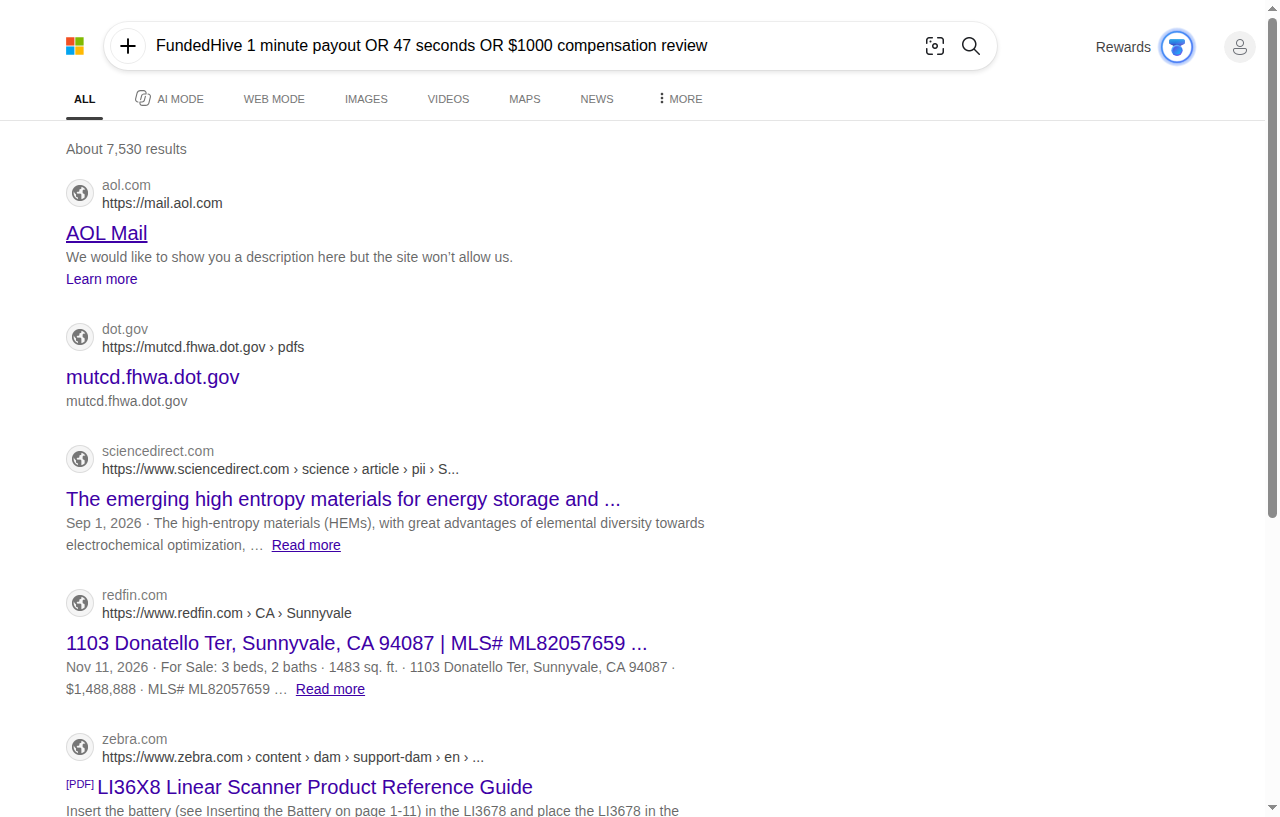 FundedHive 1 minute payout OR 47 seconds OR $1000 compensation review
Rewards
ALL
AI MODE
WEB MODE
IMAGES
VIDEOS
MAPS
NEWS
MORE
About 7,530 results
aol.com
https://mail.aol.com
AOL Mail
We would like to show you a description here but the site won’t allow us.
Learn more
dot.gov
https://mutcd.fhwa.dot.gov › pdfs
mutcd.fhwa.dot.gov
mutcd.fhwa.dot.gov
sciencedirect.com
https://www.sciencedirect.com › science › article › pii › S...
The emerging high entropy materials for energy storage and ...
Sep 1, 2026 · The high-entropy materials (HEMs), with great advantages of elemental diversity towards
electrochemical optimization, … Read more
redfin.com
https://www.redfin.com › CA › Sunnyvale
1103 Donatello Ter, Sunnyvale, CA 94087 | MLS# ML82057659 ...
Nov 11, 2026 · For Sale: 3 beds, 2 baths · 1483 sq. ft. · 1103 Donatello Ter, Sunnyvale, CA 94087 ·
$1,488,888 · MLS# ML82057659 … Read more
zebra.com
https://www.zebra.com › content › dam › support-dam › en › ...
[PDF] LI36X8 Linear Scanner Product Reference Guide
Insert the battery (see Inserting the Battery on page 1-11) in the LI3678 and place the LI3678 in the